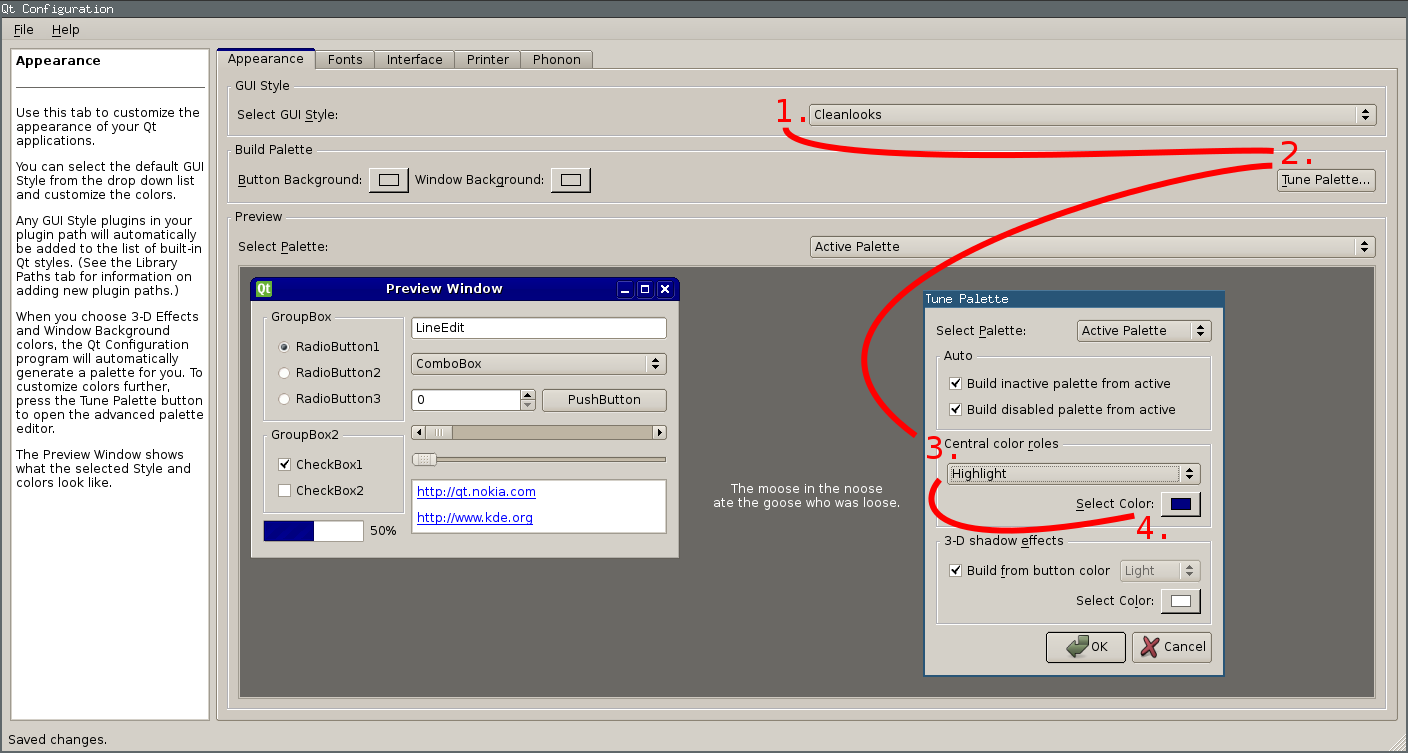 Qt Configuration
File Help
Appearance
Use this tab to customize the
appearance of your Qt
applications.
You can select the default GUI
Style from the drop down list
and customize the colors.
Any GUI Style plugins in your
plugin path will automatically
be added to the list of built-in
Qt styles. (See the Library
Paths tab for information on
adding new plugin paths.)
When you choose 3-D Effects
and Window Background
colors, the Qt Configuration
program will automatically
generate a palette for you. To
customize colors further,
press the Tune Palette button
to open the advanced palette
editor.
The Preview Window shows
what the selected Style and
colors look like.
Appearance Fonts Interface Printer Phonon
GUI Style
Select GUI Style: 1. Cleanlooks
Build Palette
2.
Button Background: Window Background: Tune Palette...
Preview
Select Palette: Active Palette
Qt Preview Window
GroupBox
RadioButton1
RadioButton2
RadioButton3
GroupBox2
CheckBox1
CheckBox2
50%
LineEdit
ComboBox
0 PushButton
http://qt.nokia.com
http://www.kde.org
The moose in the noose
ate the goose who was loose.
Tune Palette
Select Palette: Active Palette
Auto
Build inactive palette from active
Build disabled palette from active
3. Central color roles
Highlight
Select Color:
4.
3-D shadow effects
Build from button color Light
Select Color:
OK Cancel
Saved changes.